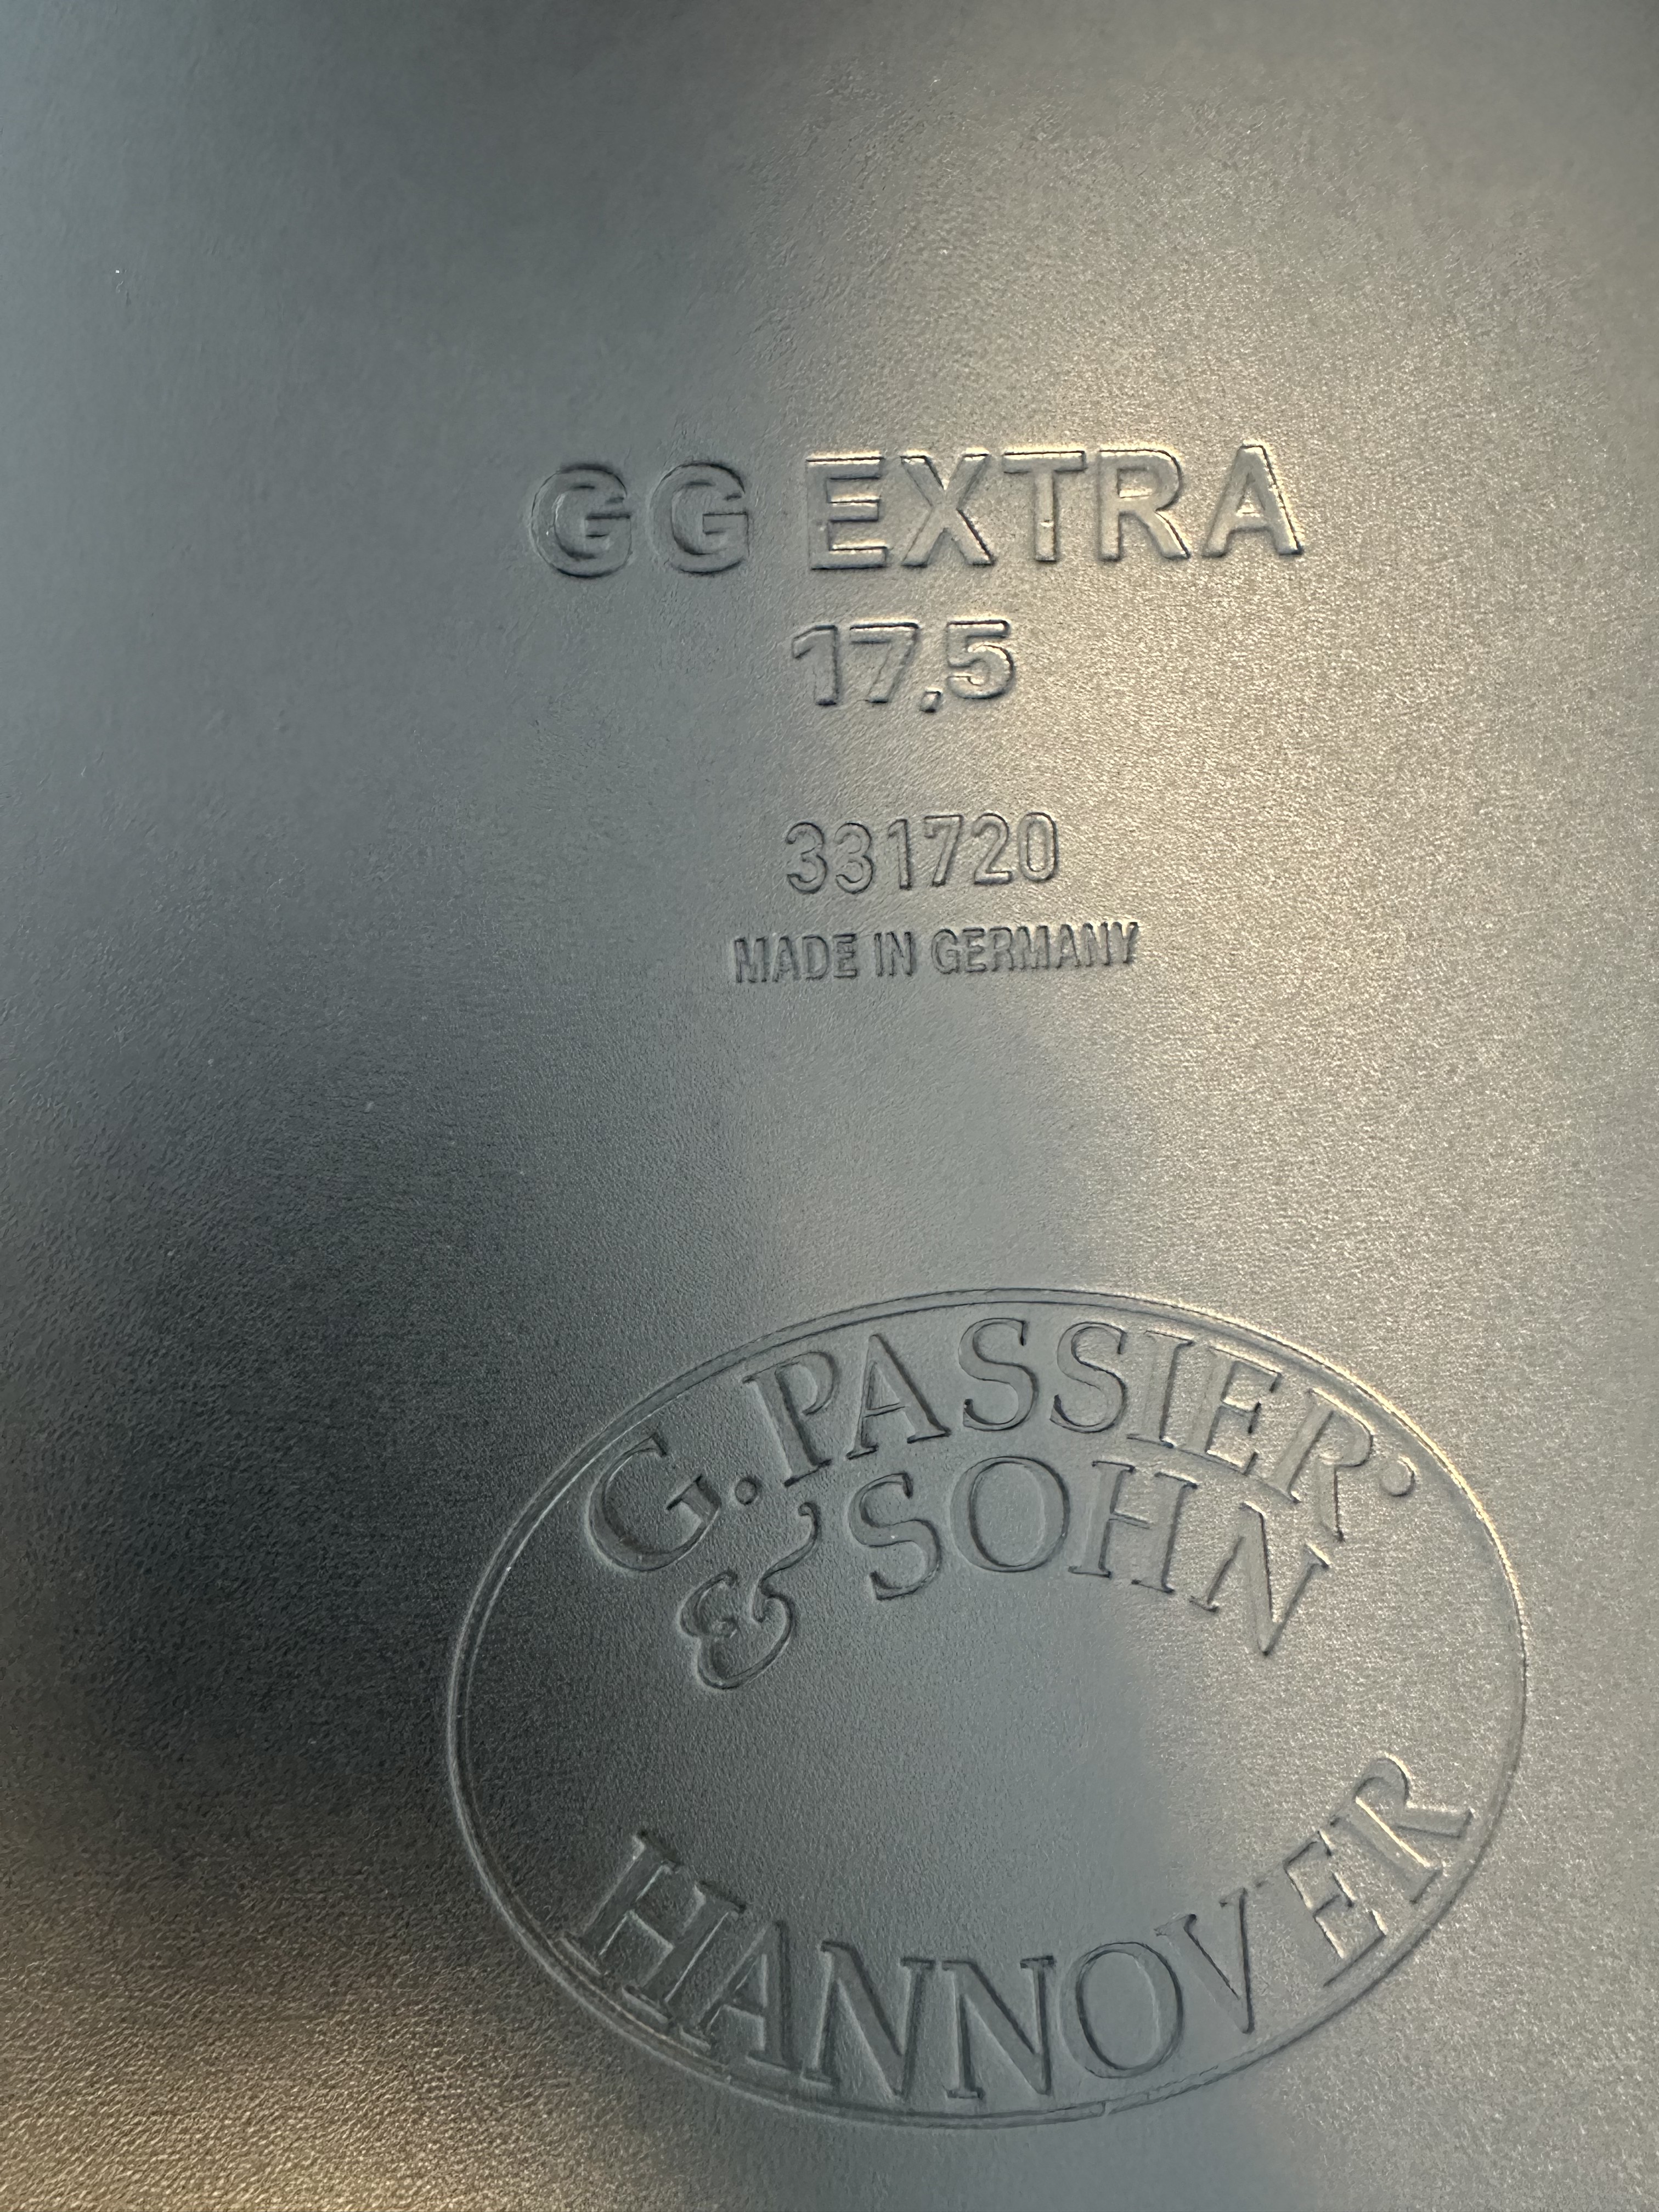 GG EXTRA
17,5
331720
MADE IN GERMANY
G. PASSIER·
& SOHN
HANNOVER